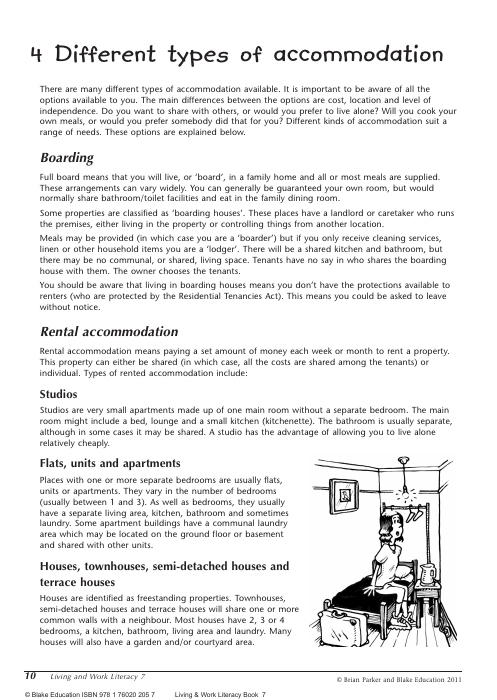 4 Different types of accommodation
There are many different types of accommodation available. It is important to be aware of all the
options available to you. The main differences between the options are cost, location and level of
independence. Do you want to share with others, or would you prefer to live alone? Will you cook your
own meals, or would you prefer somebody did that for you? Different kinds of accommodation suit a
range of needs. These options are explained below.
Boarding
Full board means that you will live, or ‘board’, in a family home and all or most meals are supplied.
These arrangements can vary widely. You can generally be guaranteed your own room, but would
normally share bathroom/toilet facilities and eat in the family dining room.
Some properties are classified as ‘boarding houses’. These places have a landlord or caretaker who runs
the premises, either living in the property or controlling things from another location.
Meals may be provided (in which case you are a ‘boarder’) but if you only receive cleaning services,
linen or other household items you are a ‘lodger’. There will be a shared kitchen and bathroom, but
there may be no communal, or shared, living space. Tenants have no say in who shares the boarding
house with them. The owner chooses the tenants.
You should be aware that living in boarding houses means you don’t have the protections available to
renters (who are protected by the Residential Tenancies Act). This means you could be asked to leave
without notice.
Rental accommodation
Rental accommodation means paying a set amount of money each week or month to rent a property.
This property can either be shared (in which case, all the costs are shared among the tenants) or
individual. Types of rented accommodation include:
Studios
Studios are very small apartments made up of one main room without a separate bedroom. The main
room might include a bed, lounge and a small kitchen (kitchenette). The bathroom is usually separate,
although in some cases it may be shared. A studio has the advantage of allowing you to live alone
relatively cheaply.
Flats, units and apartments
Places with one or more separate bedrooms are usually flats,
units or apartments. They vary in the number of bedrooms
(usually between 1 and 3). As well as bedrooms, they usually
have a separate living area, kitchen, bathroom and sometimes
laundry. Some apartment buildings have a communal laundry
area which may be located on the ground floor or basement
and shared with other units.
Houses, townhouses, semi-detached houses and
terrace houses
Houses are identified as freestanding properties. Townhouses,
semi-detached houses and terrace houses will share one or more
common walls with a neighbour. Most houses have 2, 3 or 4
bedrooms, a kitchen, bathroom, living area and laundry. Many
houses will also have a garden and/or courtyard area.
10 Living and Work Literacy 7
© Brian Parker and Blake Education 2011
© Blake Education ISBN 978 1 76020 205 7 Living & Work Literacy Book 7